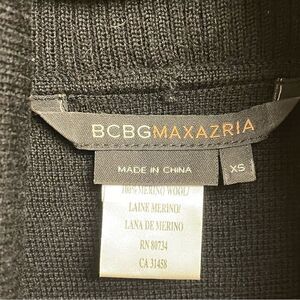 BCBGMAXAZRIA
MADE IN CHINA
XS
100% MERINO WOOL/
LAINE MERINO/
LANA DE MERINO
RN 80734
CA 31458